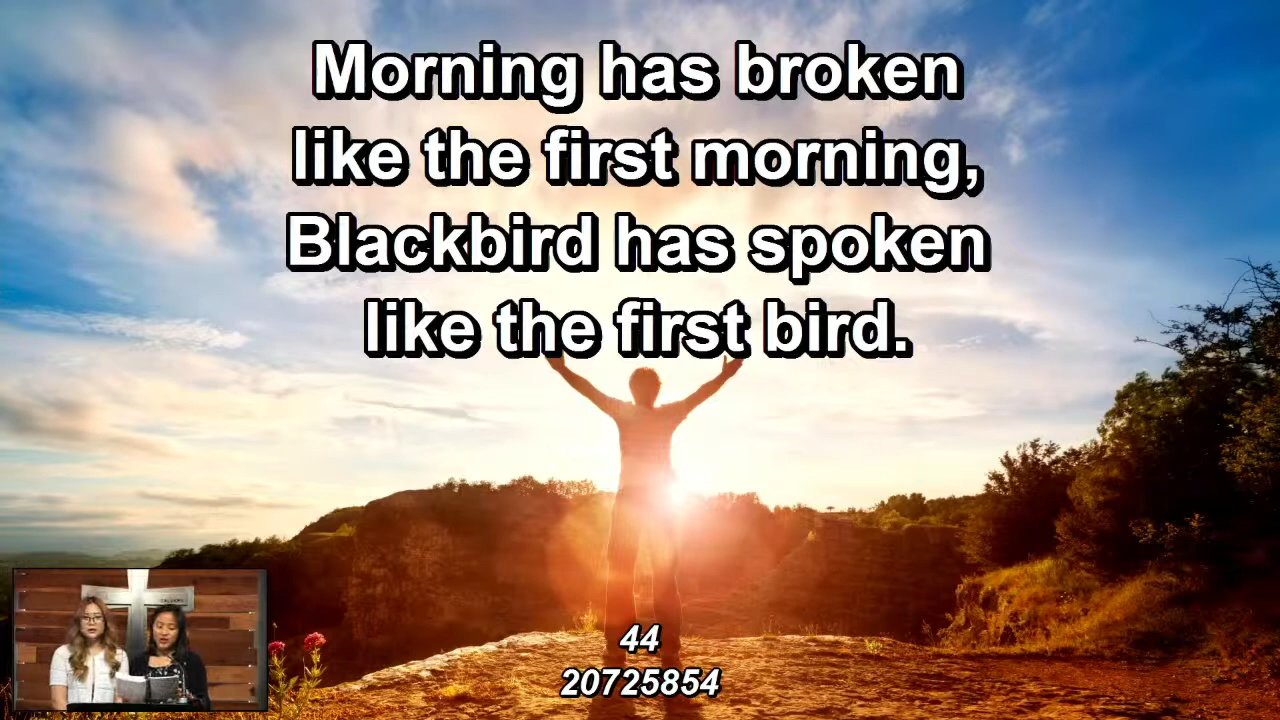 Morning has broken
like the first morning,
Blackbird has spoken
like the first bird.
44
20725854